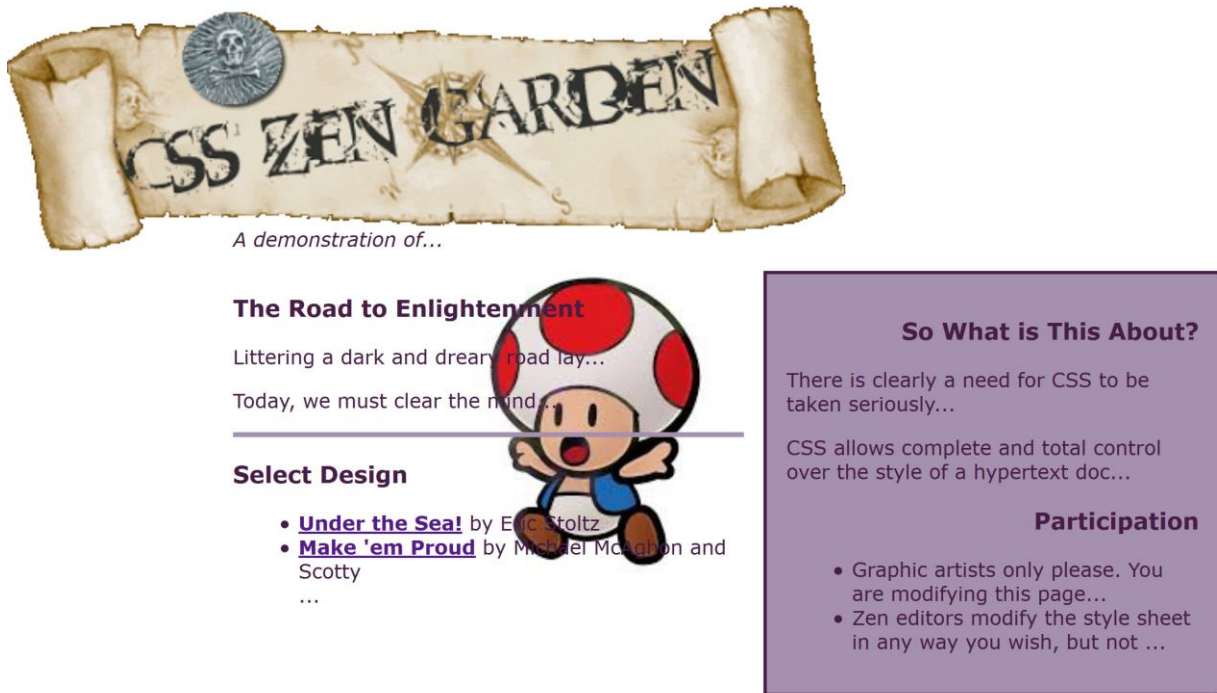 CSS ZEN GARDEN
A demonstration of...
The Road to Enlightenment
Littering a dark and dreary road lay...
Today, we must clear the mind...
Select Design
• Under the Sea! by Eric Stoltz
• Make 'em Proud by Michael McAghon and
Scotty
...
So What is This About?
There is clearly a need for CSS to be
taken seriously...
CSS allows complete and total control
over the style of a hypertext doc...
Participation
• Graphic artists only please. You
are modifying this page...
• Zen editors modify the style sheet
in any way you wish, but not ...